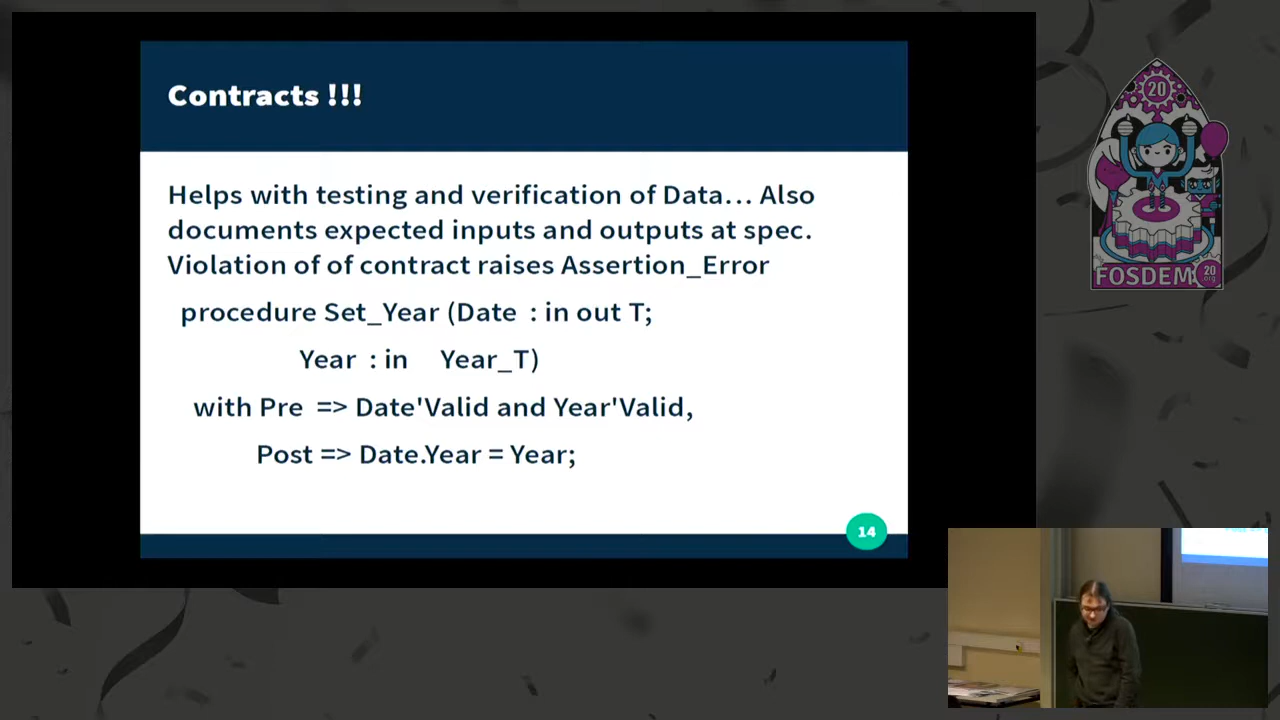 Contracts !!!
Helps with testing and verification of Data... Also
documents expected inputs and outputs at spec.
Violation of of contract raises Assertion_Error
procedure Set_Year (Date : in out T;
Year : in Year_T)
with Pre => Date'Valid and Year'Valid,
Post => Date.Year = Year;
14
20
FOSDEM
20
.org